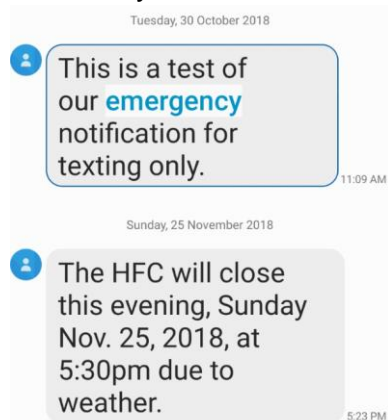 Tuesday, 30 October 2018
This is a test of
our emergency
notification for
texting only.
11:09 AM
Sunday, 25 November 2018
The HFC will close
this evening, Sunday
Nov. 25, 2018, at
5:30pm due to
weather.
5:23 PM